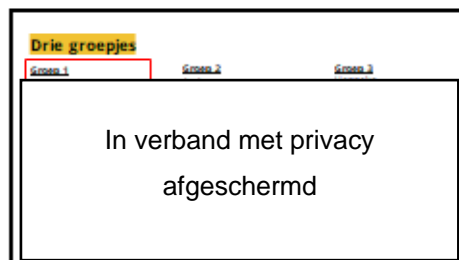 Drie groepjes
Groep 1 Groep 2 Groep 3
In verband met privacy
afgeschermd